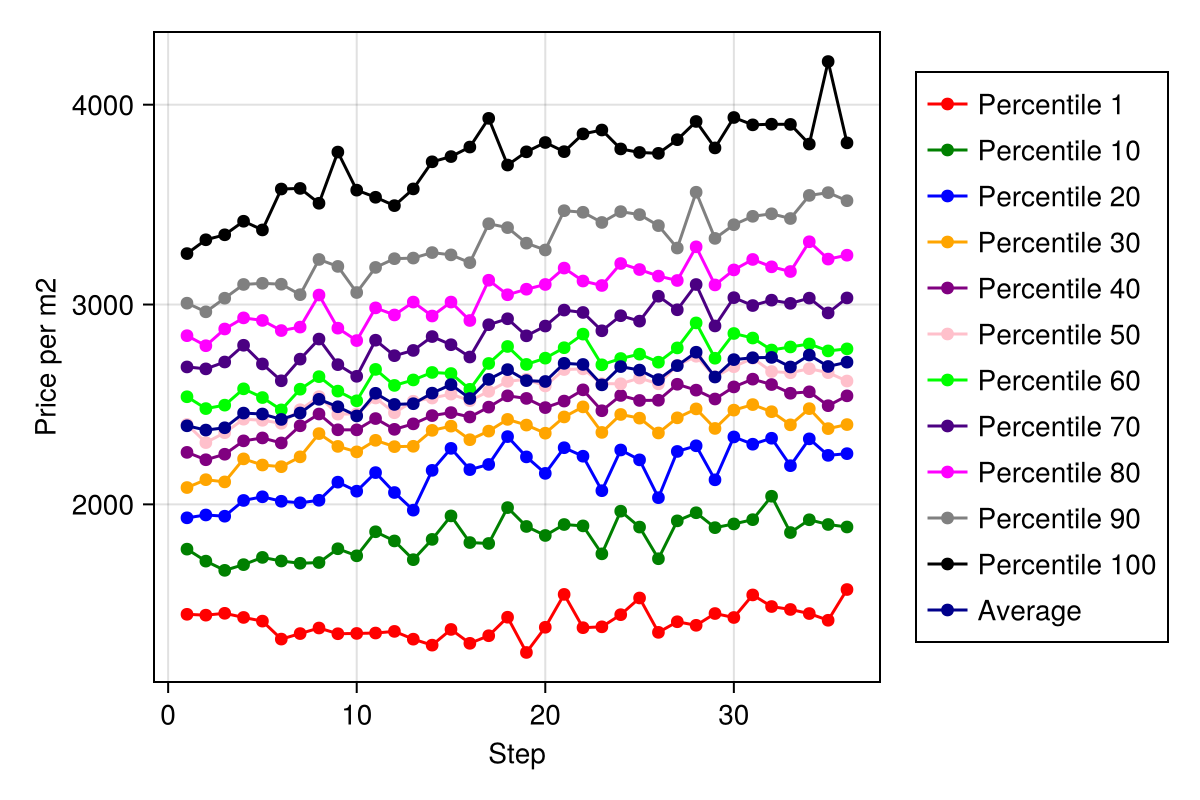 4000
3000
2000
Price per m2
0
10
20
30
Step
Percentile 1
Percentile 10
Percentile 20
Percentile 30
Percentile 40
Percentile 50
Percentile 60
Percentile 70
Percentile 80
Percentile 90
Percentile 100
Average